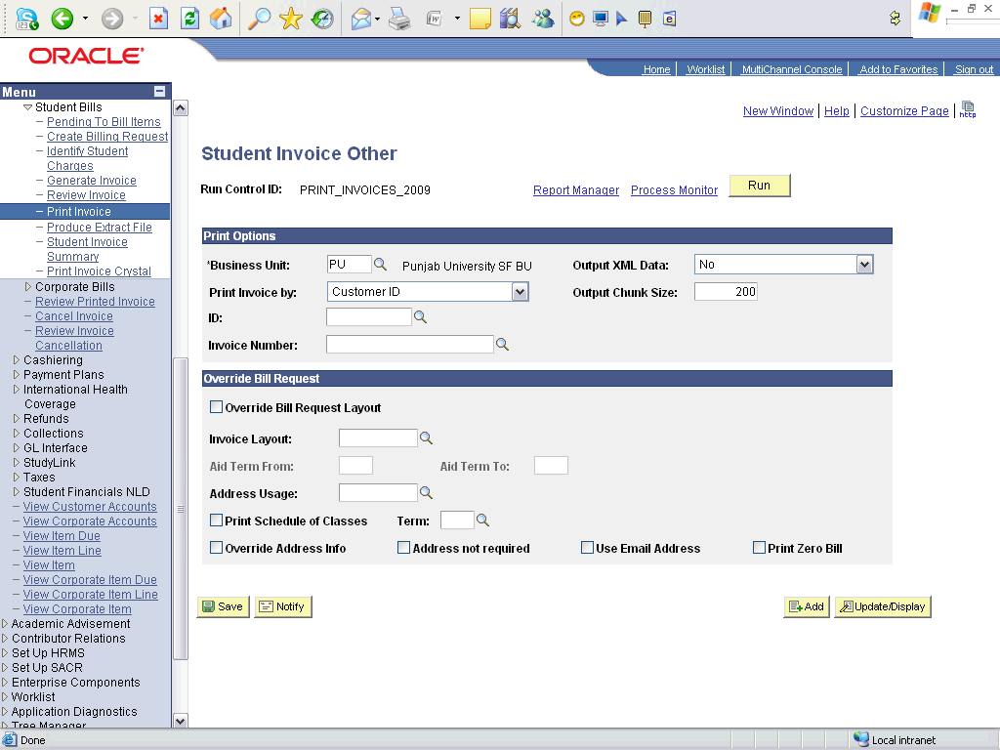 ORACLE®
Home Worklist MultiChannel Console Add to Favorites Sign out
Menu
Student Bills
Pending To Bill Items
Create Billing Request
Identify Student
Charges
Generate Invoice
Review Invoice
Print Invoice
Produce Extract File
Student Invoice
Summary
Print Invoice Crystal
Corporate Bills
Review Printed Invoice
Cancel Invoice
Review Invoice
Cancellation
Cashiering
Payment Plans
International Health
Coverage
Refunds
Collections
GL Interface
StudyLink
Taxes
Student Financials NLD
View Customer Accounts
View Corporate Accounts
View Item Due
View Item Line
View Item
View Corporate Item Due
View Corporate Item Line
View Corporate Item
Academic Advisement
Contributor Relations
Set Up HRMS
Set Up SACR
Enterprise Components
Worklist
Application Diagnostics
Tree Manager
New Window Help Customize Page http
Student Invoice Other
Run Control ID: PRINT_INVOICES_2009 Report Manager Process Monitor Run
Print Options
*Business Unit: PU Punjab University SF BU Output XML Data: No
Print Invoice by: Customer ID Output Chunk Size: 200
ID:
Invoice Number:
Override Bill Request
Override Bill Request Layout
Invoice Layout:
Aid Term From: Aid Term To:
Address Usage:
Print Schedule of Classes Term:
Override Address Info Address not required Use Email Address Print Zero Bill
Save Notify Add Update/Display
Done Local intranet